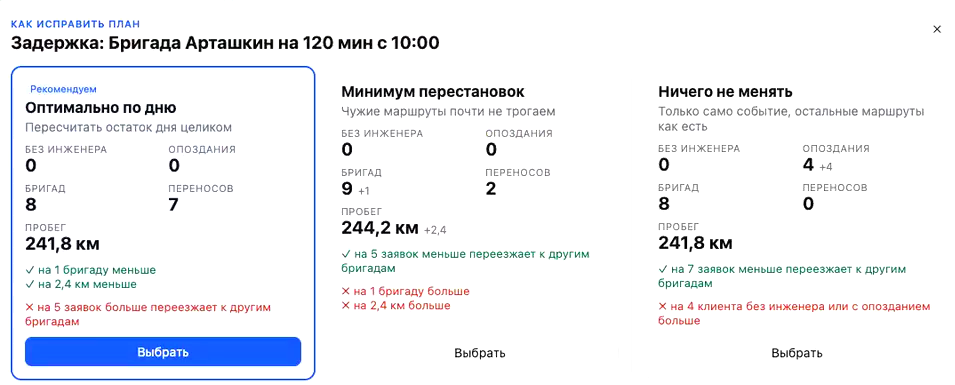 КАК ИСПРАВИТЬ ПЛАН
Задержка: Бригада Арташкин на 120 мин с 10:00
×
Рекомендуем
Оптимально по дню
Пересчитать остаток дня целиком
БЕЗ ИНЖЕНЕРА ОПОЗДАНИЯ
0 0
БРИГАД ПЕРЕНОСОВ
8 7
ПРОБЕГ
241,8 км
✓ на 1 бригаду меньше
✓ на 2,4 км меньше
× на 5 заявок больше переезжает к другим
бригадам
Выбрать
Минимум перестановок
Чужие маршруты почти не трогаем
БЕЗ ИНЖЕНЕРА ОПОЗДАНИЯ
0 0
БРИГАД ПЕРЕНОСОВ
9 +1 2
ПРОБЕГ
244,2 км +2,4
✓ на 5 заявок меньше переезжает к другим
бригадам
× на 1 бригаду больше
× на 2,4 км больше
Выбрать
Ничего не менять
Только само событие, остальные маршруты
как есть
БЕЗ ИНЖЕНЕРА ОПОЗДАНИЯ
0 4 +4
БРИГАД ПЕРЕНОСОВ
8 0
ПРОБЕГ
241,8 км
✓ на 7 заявок меньше переезжает к другим
бригадам
× на 4 клиента без инженера или с опозданием
больше
Выбрать